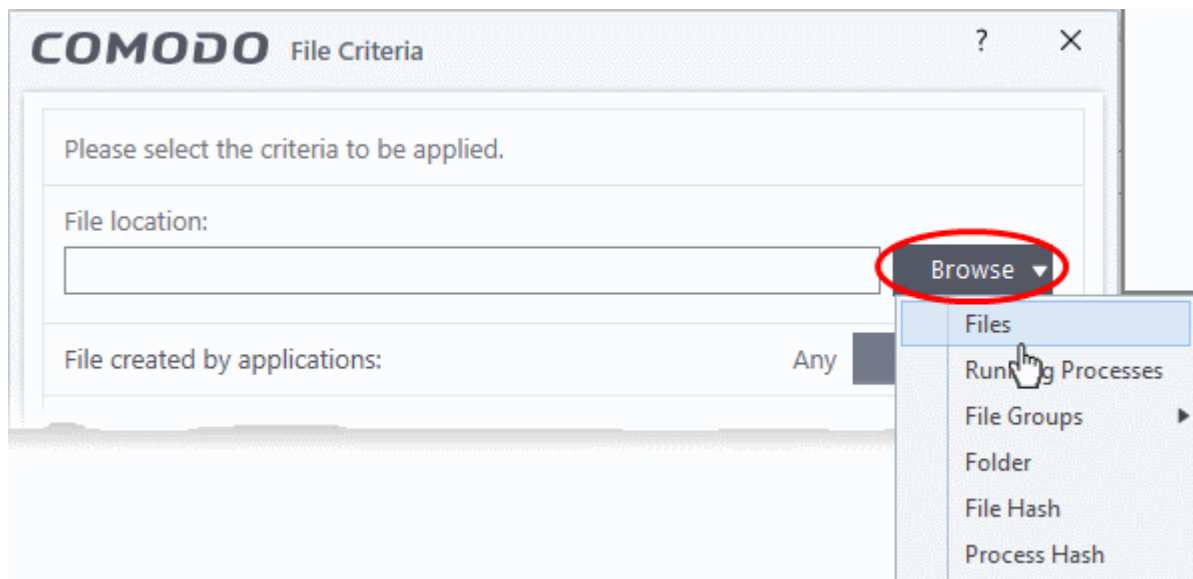 COMODO File Criteria ? X
Please select the criteria to be applied.
File location:
Browse
Files
File created by applications: Any
Running Processes
File Groups
Folder
File Hash
Process Hash